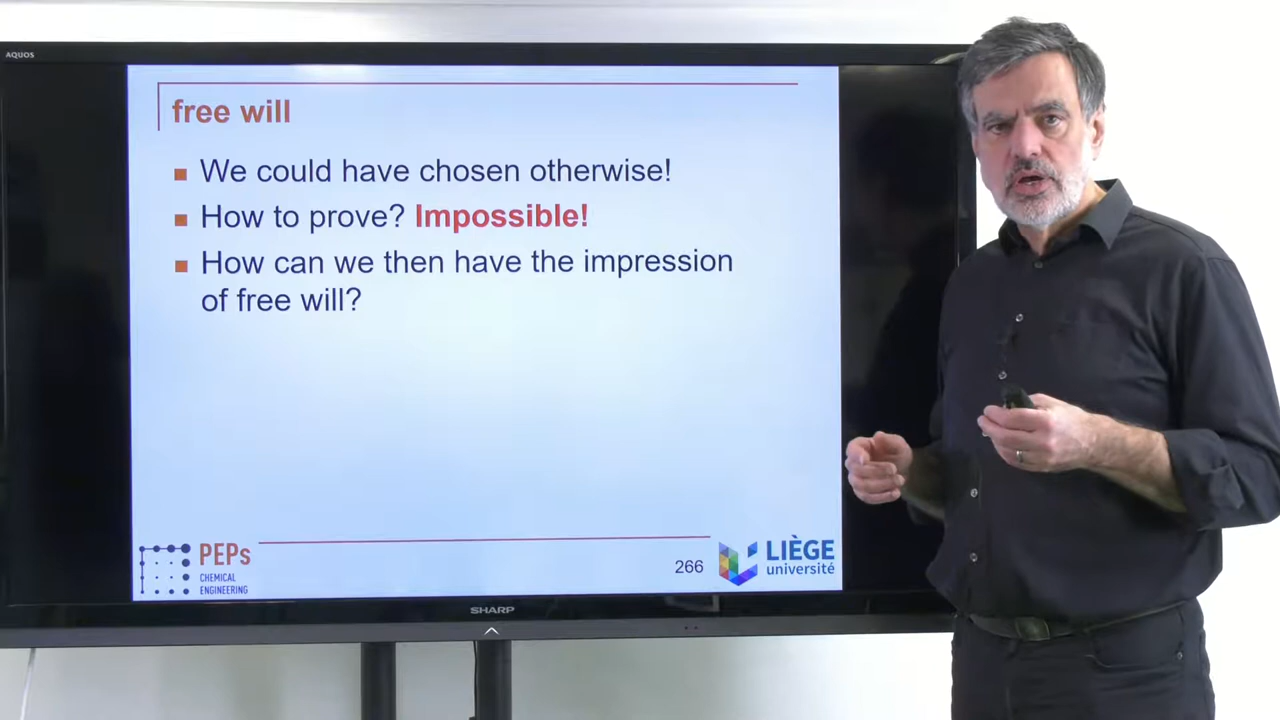 AQUOS
free will
We could have chosen otherwise!
How to prove? Impossible!
How can we then have the impression
of free will?
PEPs
CHEMICAL
ENGINEERING
266
LIÈGE
université
SHARP